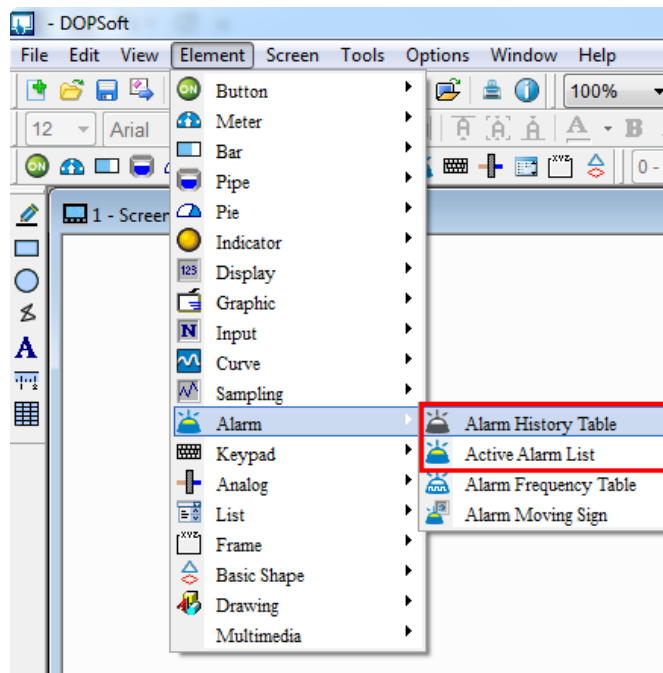 - DOPSoft
File Edit View Element Screen Tools Options Window Help
100%
12 Arial A A A A B
ON XYZ 0 -
1 - Screen
ON Button
Meter
Bar
Pipe
Pie
Indicator
123 Display
Graphic
N Input
Curve
Sampling
Alarm
Alarm History Table
Keypad
Active Alarm List
Analog
Alarm Frequency Table
List
Alarm Moving Sign
XYZ Frame
Basic Shape
Drawing
Multimedia
A